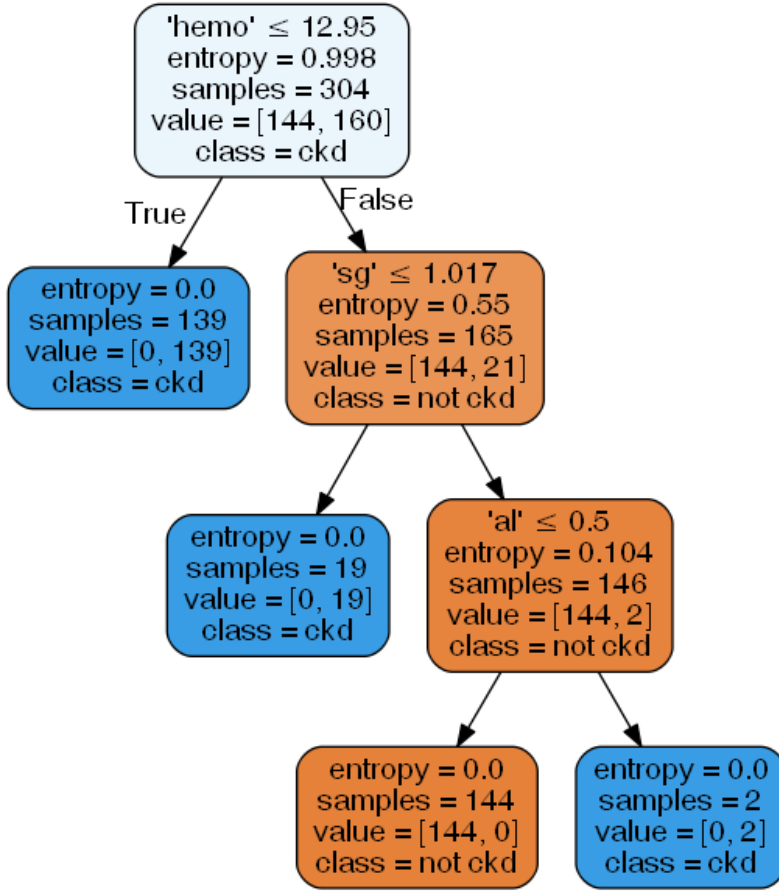 'hemo' ≤ 12.95
entropy = 0.998
samples = 304
value = [144, 160]
class = ckd
True
False
entropy = 0.0
samples = 139
value = [0, 139]
class = ckd
'sg' ≤ 1.017
entropy = 0.55
samples = 165
value = [144, 21]
class = not ckd
entropy = 0.0
samples = 19
value = [0, 19]
class = ckd
'al' ≤ 0.5
entropy = 0.104
samples = 146
value = [144, 2]
class = not ckd
entropy = 0.0
samples = 144
value = [144, 0]
class = not ckd
entropy = 0.0
samples = 2
value = [0, 2]
class = ckd